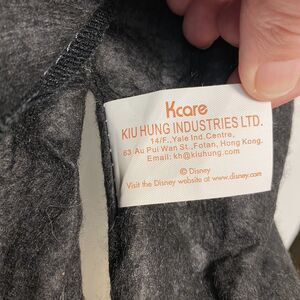 Kcare
KIU HUNG INDUSTRIES LTD.
14/F., Yale Ind. Centre,
63 Au Pui Wan St., Fotan, Hong Kong.
Email: kh@kiuhung.com
© Disney
Visit the Disney website at www.disney.com